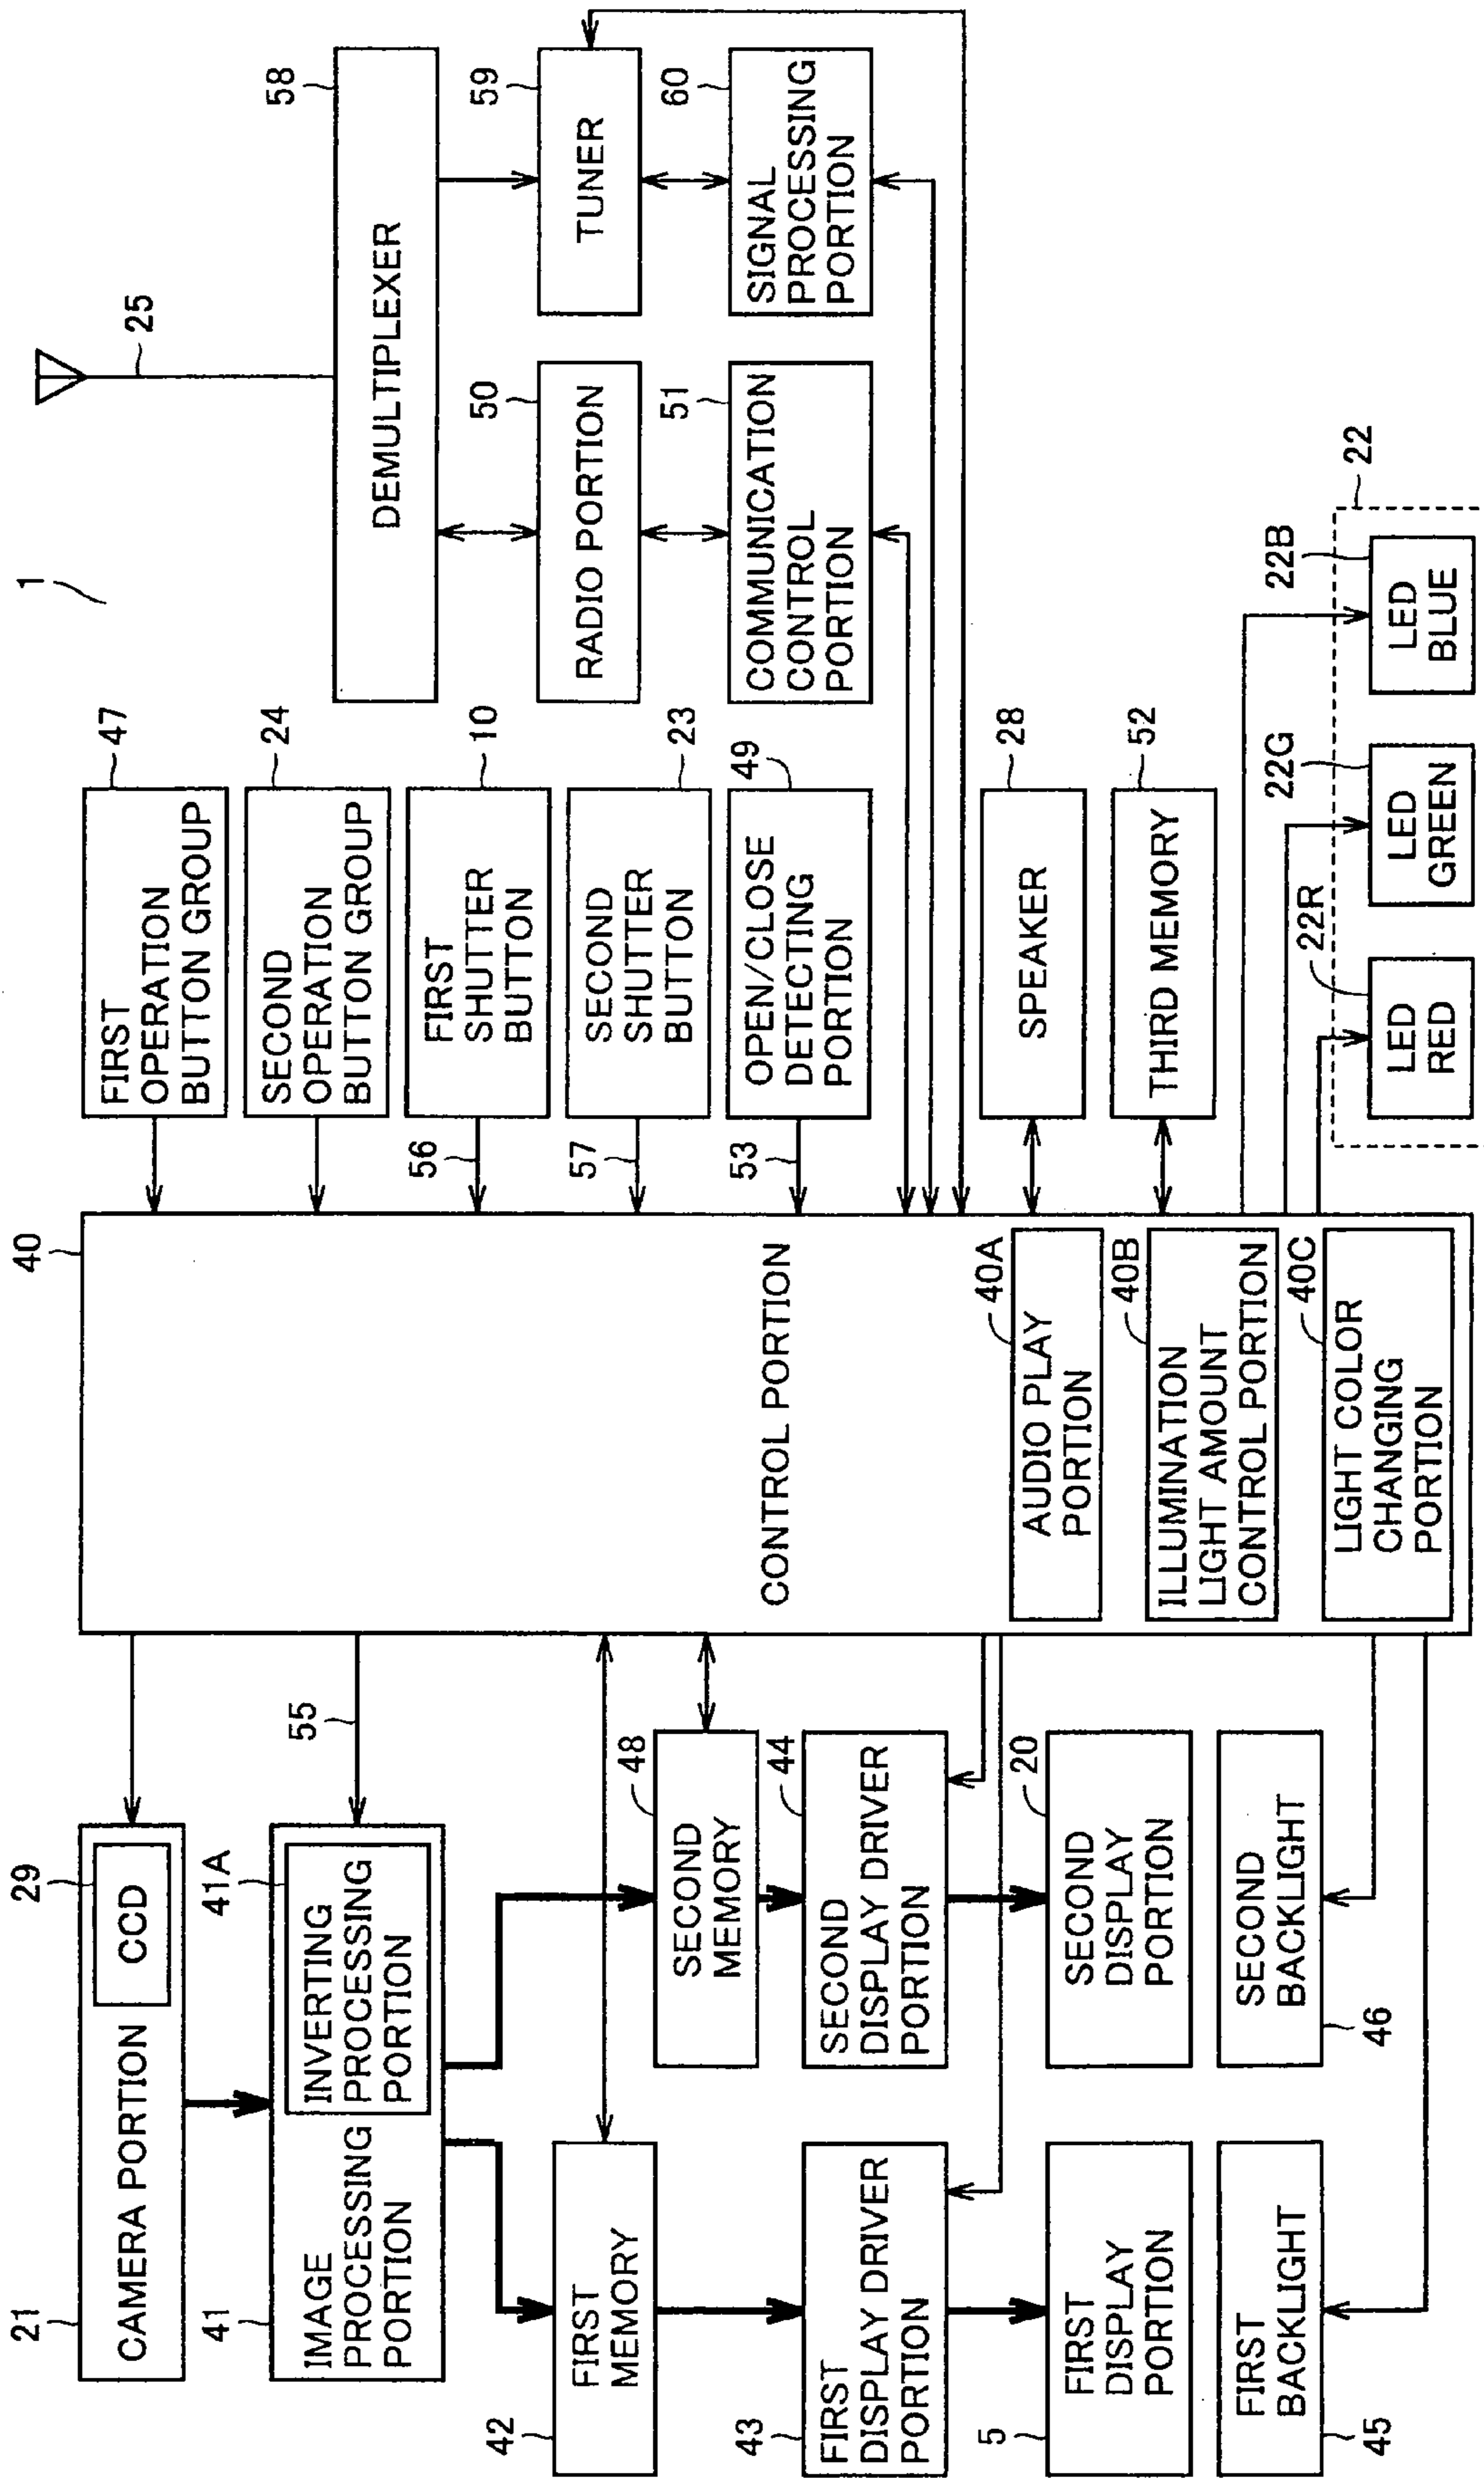 1
21
CAMERA PORTION
CCD
29
41
IMAGE
PROCESSING
PORTION
INVERTING
PROCESSING
PORTION
41A
55
42
FIRST
MEMORY
SECOND
MEMORY
48
43
FIRST
DISPLAY DRIVER
PORTION
SECOND
DISPLAY DRIVER
PORTION
44
5
FIRST
DISPLAY
PORTION
SECOND
DISPLAY
PORTION
20
45
FIRST
BACKLIGHT
SECOND
BACKLIGHT
46
40
CONTROL PORTION
AUDIO PLAY
PORTION
40A
ILLUMINATION
LIGHT AMOUNT
CONTROL PORTION
40B
LIGHT COLOR
CHANGING
PORTION
40C
FIRST
OPERATION
BUTTON GROUP
47
SECOND
OPERATION
BUTTON GROUP
24
56
FIRST
SHUTTER
BUTTON
10
57
SECOND
SHUTTER
BUTTON
23
53
OPEN/CLOSE
DETECTING
PORTION
49
SPEAKER
28
THIRD MEMORY
52
25
DEMULTIPLEXER
58
RADIO PORTION
50
TUNER
59
COMMUNICATION
CONTROL
PORTION
51
SIGNAL
PROCESSING
PORTION
60
22
LED
RED
22R
LED
GREEN
22G
LED
BLUE
22B